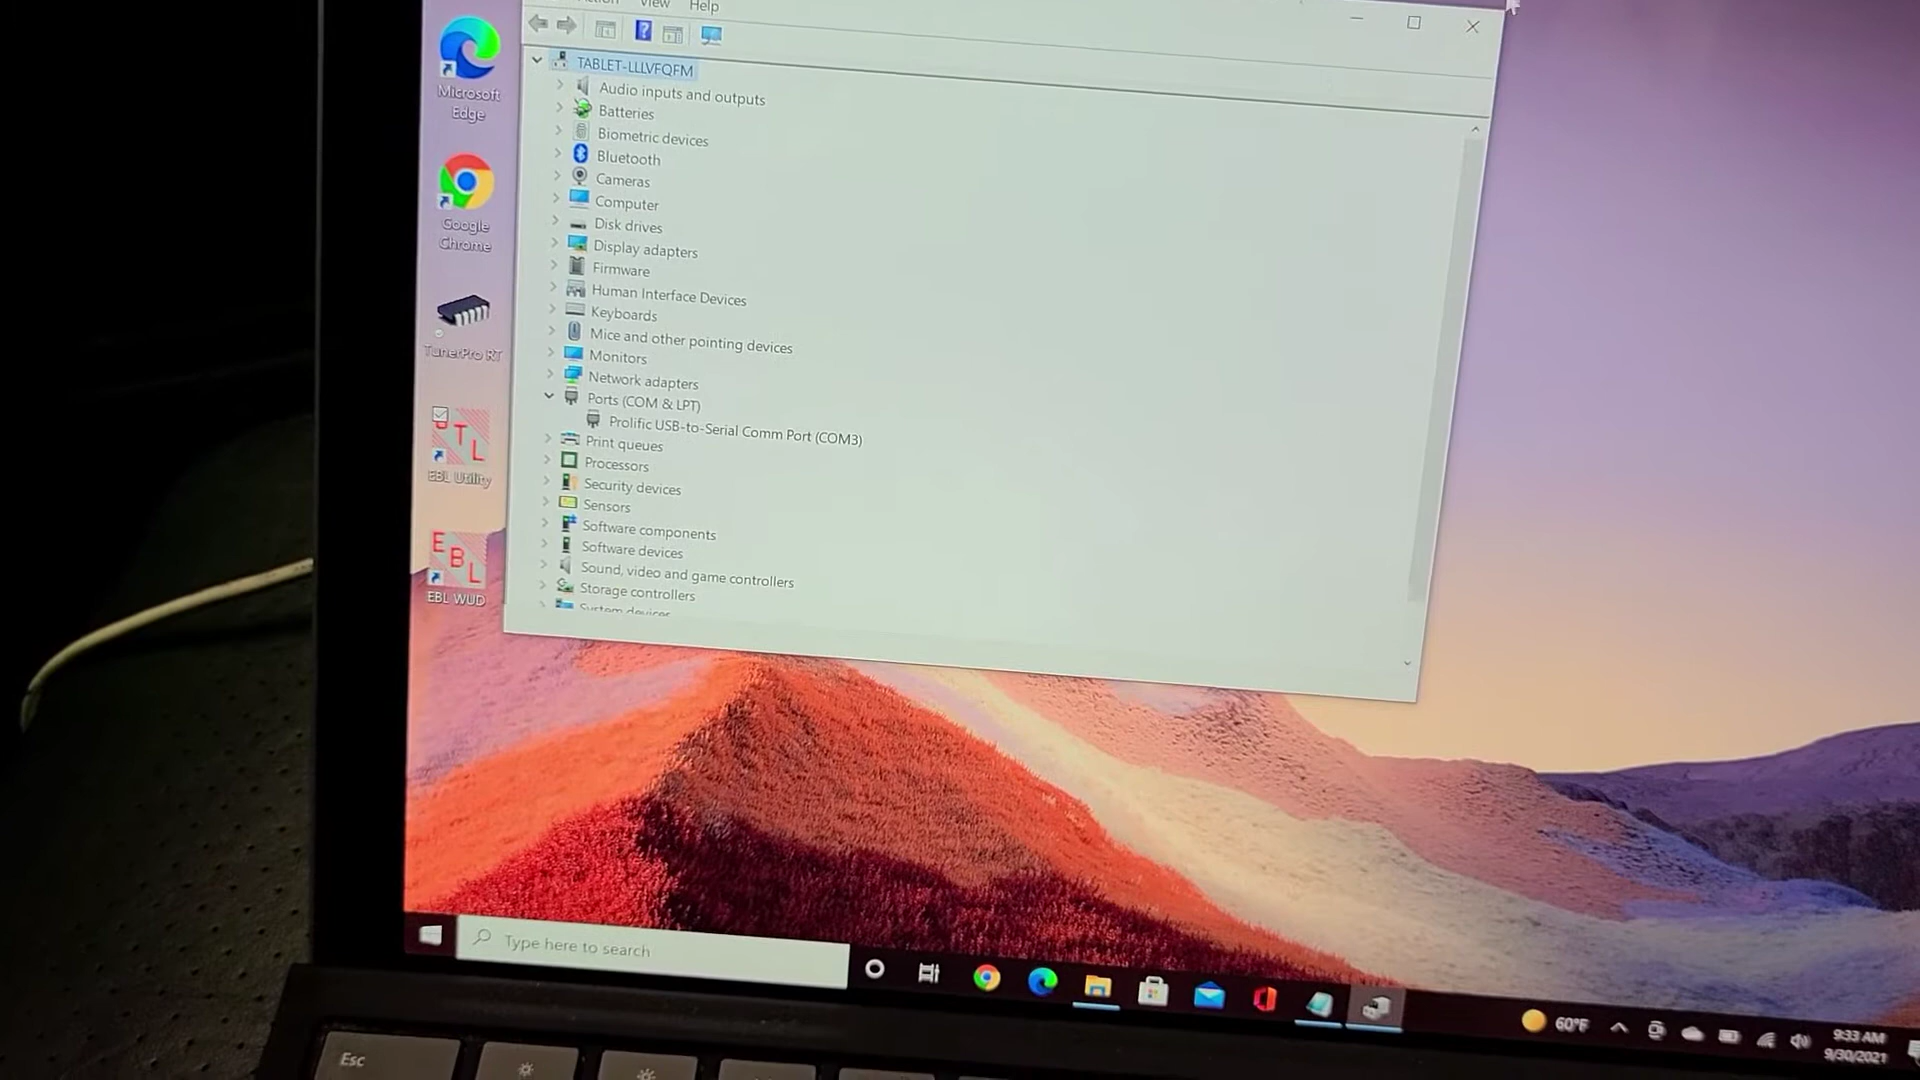 View
Help
TABLET-LLLVFQFM
Audio inputs and outputs
Batteries
Biometric devices
Bluetooth
Cameras
Computer
Disk drives
Display adapters
Firmware
Human Interface Devices
Keyboards
Mice and other pointing devices
Monitors
Network adapters
Ports (COM & LPT)
Prolific USB-to-Serial Comm Port (COM3)
Print queues
Processors
Security devices
Sensors
Software components
Software devices
Sound, video and game controllers
Storage controllers
System devices
Microsoft
Edge
Google
Chrome
TunerPro RT
UTL
EBL Utility
EBL
EBL WUD
Type here to search
60°F
9:33 AM
9/30/2021
Esc